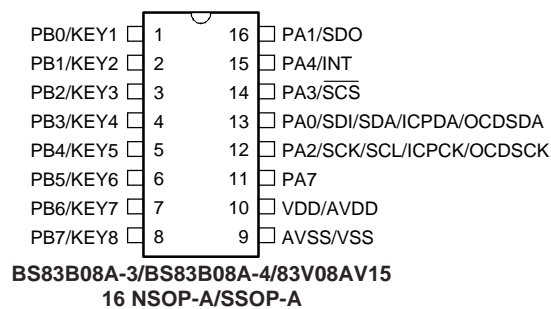 PB0/KEY1 1 16 PA1/SDO
PB1/KEY2 2 15 PA4/INT
PB2/KEY3 3 14 PA3/SCS
PB3/KEY4 4 13 PA0/SDI/SDA/ICPDA/OCDSDA
PB4/KEY5 5 12 PA2/SCK/SCL/ICPCK/OCDSCK
PB5/KEY6 6 11 PA7
PB6/KEY7 7 10 VDD/AVDD
PB7/KEY8 8 9 AVSS/VSS
BS83B08A-3/BS83B08A-4/83V08AV15
16 NSOP-A/SSOP-A